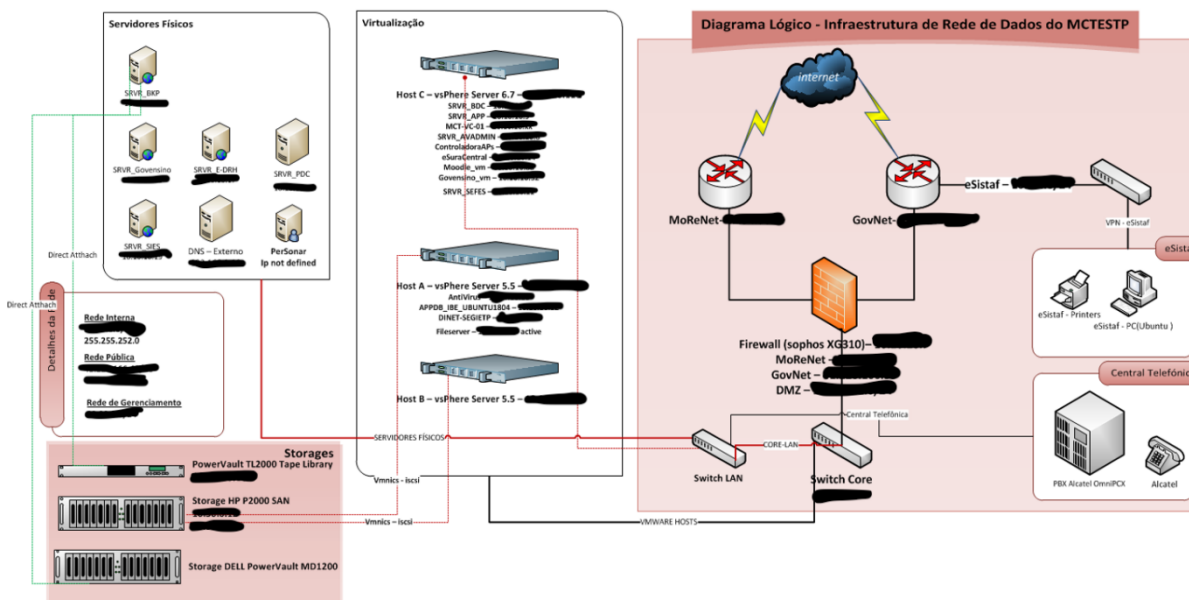 Servidores Físicos
SRVR_BKP
SRVR_Govensino
SRVR_E-DRH
SRVR_PDC
SRVR_SIES
DNS – Externo
PerSonar
Ip not defined
Direct Atthach
Direct Atthach
Detalhes da
Rede Interna
255.255.252.0
Rede Pública
Rede de Gerenciamento
Storages
PowerVault TL2000 Tape Library
Storage HP P2000 SAN
Storage DELL PowerVault MD1200
Virtualização
Host C – vsPhere Server 6.7 –
SRVR_BDC
SRVR_APP
MCT-VC-01
SRVR_AVADMIN
ControladoraAPs
eSuraCentral
Moodle_vm
Govensino_vm
SRVR_SEFES
Host A – vsPhere Server 5.5 –
AntiVirus
APPDB_IBE_UBUNTU1804
DINET-SEGIETP
Fileserver – active
Host B – vsPhere Server 5.5 –
SERVIDORES FÍSICOS
Vmnics - iscsi
Vmnics – iscsi
VMWARE HOSTS
Diagrama Lógico - Infraestrutura de Rede de Dados do MCTESTP
internet
MoReNet-
GovNet –
eSistaf –
VPN - eSistaf
eSistaf - Printers
eSistaf - PC(Ubuntu )
Firewall (sophos XG310)
MoReNet –
GovNet –
DMZ –
Central Telefônica
CORE-LAN
Switch LAN
Switch Core
Central Telefónic
PBX Alcatel OmniPCX
Alcatel